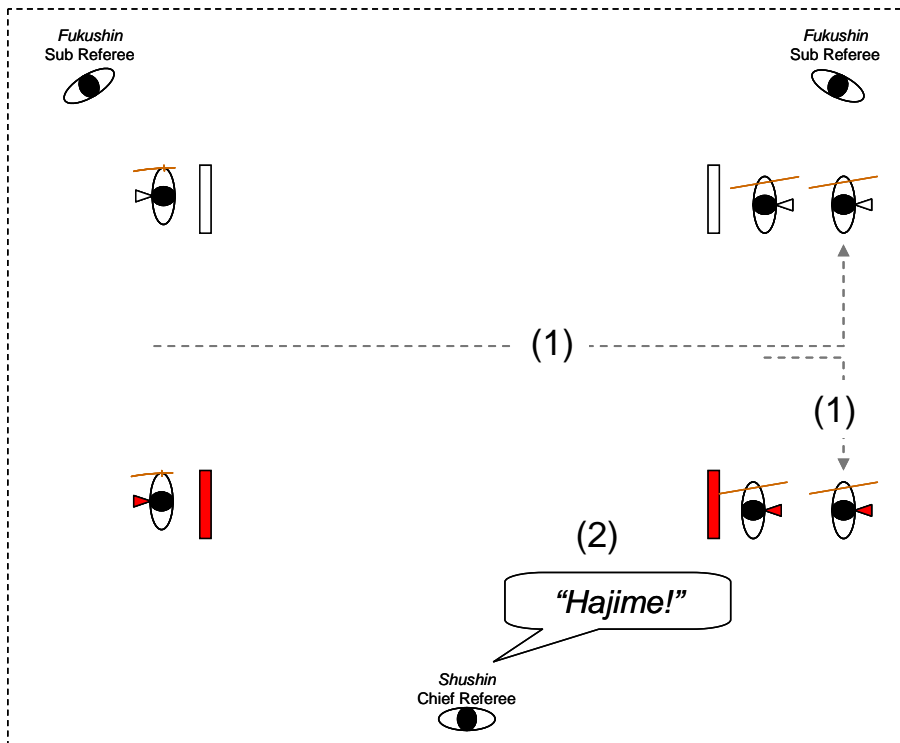 Fukushin
Sub Referee
Fukushin
Sub Referee
(1)
(1)
(2)
“Hajime!”
Shushin
Chief Referee